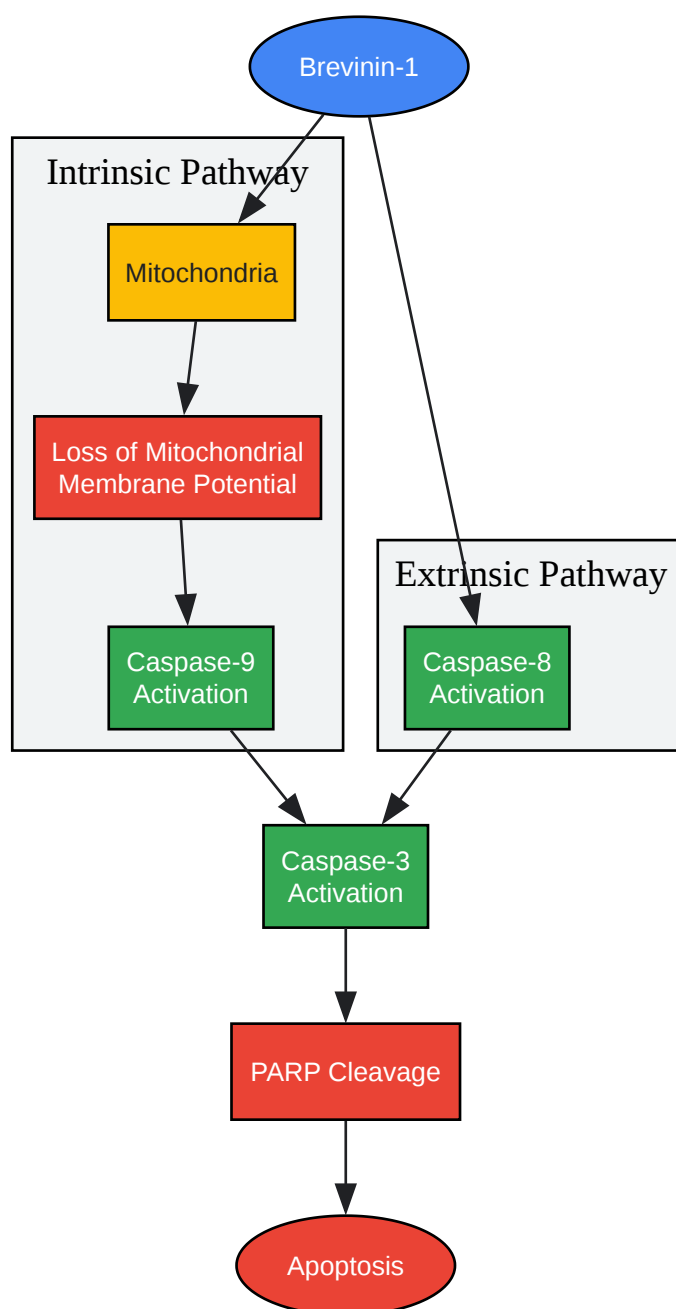 Brevinin-1
Intrinsic Pathway
Mitochondria
Loss of Mitochondrial
Membrane Potential
Extrinsic Pathway
Caspase-9
Activation
Caspase-8
Activation
Caspase-3
Activation
PARP Cleavage
Apoptosis